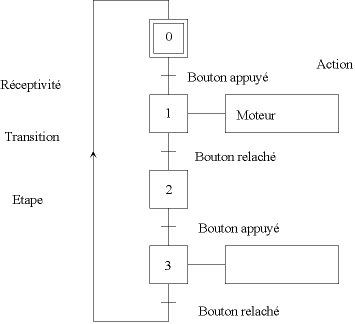 0
Action
Bouton appuyé
Réceptivité
1
Moteur
Transition
Bouton relaché
2
Etape
Bouton appuyé
3
Bouton relaché